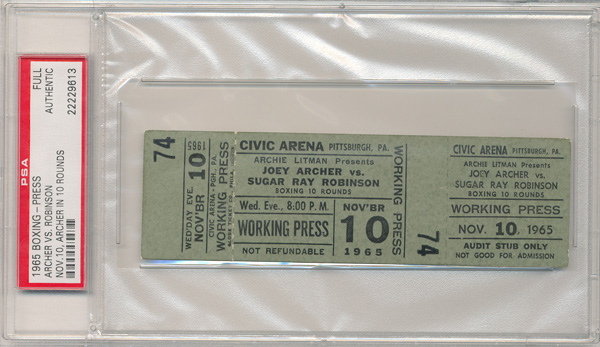 PSA
1965 BOXING-PRESS
ARCHER VS. ROBINSON
NOV.10, ARCHER IN 10 ROUNDS
FULL
AUTHENTIC
22229613
74
WED'DAY EVE.
NOV'BR
10
1965
CIVIC ARENA - PGH., PA.
WORKING PRESS
CIVIC ARENA PITTSBURGH, PA.
ARCHIE LITMAN Presents
JOEY ARCHER vs.
SUGAR RAY ROBINSON
BOXING 10 ROUNDS
Wed. Eve., 8:00 P. M.
WORKING PRESS
NOT REFUNDABLE
NOV'BR
10
1965
WORKING PRESS
74
CIVIC ARENA PITTSBURGH, PA.
ARCHIE LITMAN Presents
JOEY ARCHER vs.
SUGAR RAY ROBINSON
BOXING 10 ROUNDS
WORKING PRESS
NOV. 10, 1965
AUDIT STUB ONLY
NOT GOOD FOR ADMISSION